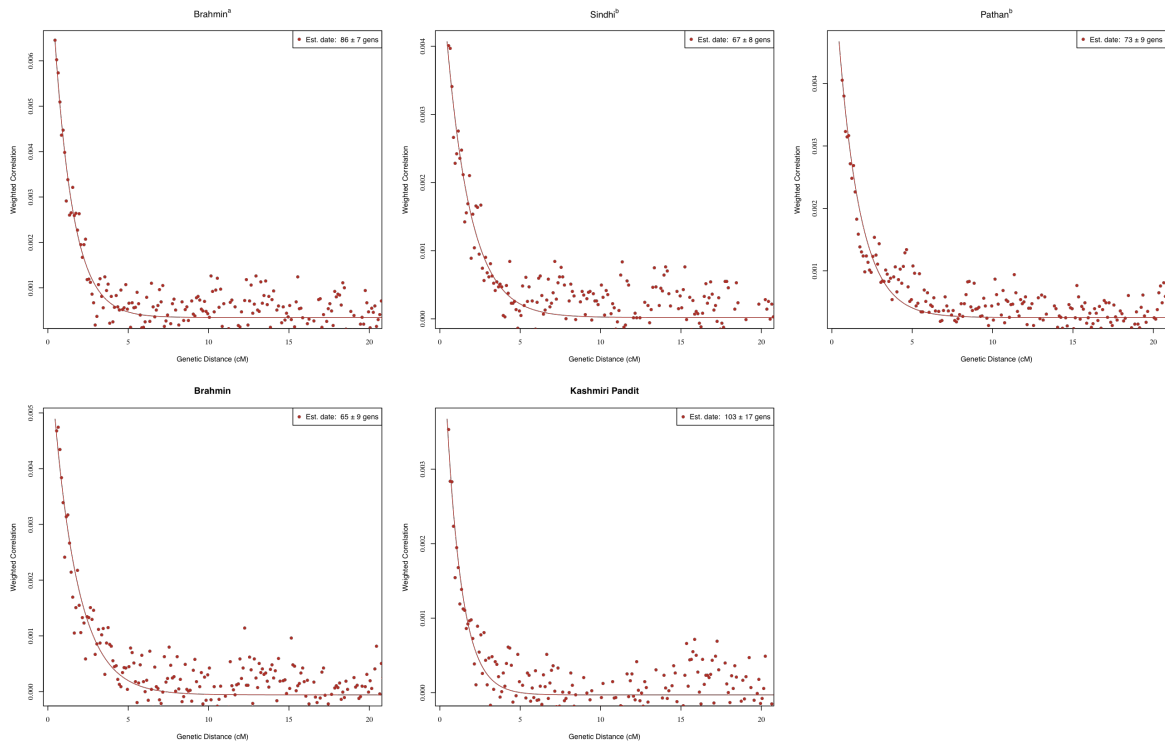 Brahmin^a
Est. date: 86 ± 7 gens
Weighted Correlation
0.006
0.005
0.004
0.003
0.002
0.001
0 5 10 15 20
Genetic Distance (cM)
Sindhi^b
Est. date: 67 ± 8 gens
Weighted Correlation
0.004
0.003
0.002
0.001
0.000
0 5 10 15 20
Genetic Distance (cM)
Pathan^b
Est. date: 73 ± 9 gens
Weighted Correlation
0.004
0.003
0.002
0.001
0 5 10 15 20
Genetic Distance (cM)
Brahmin
Est. date: 65 ± 9 gens
Weighted Correlation
0.005
0.004
0.003
0.002
0.001
0.000
0 5 10 15 20
Genetic Distance (cM)
Kashmiri Pandit
Est. date: 103 ± 17 gens
Weighted Correlation
0.003
0.002
0.001
0.000
0 5 10 15 20
Genetic Distance (cM)